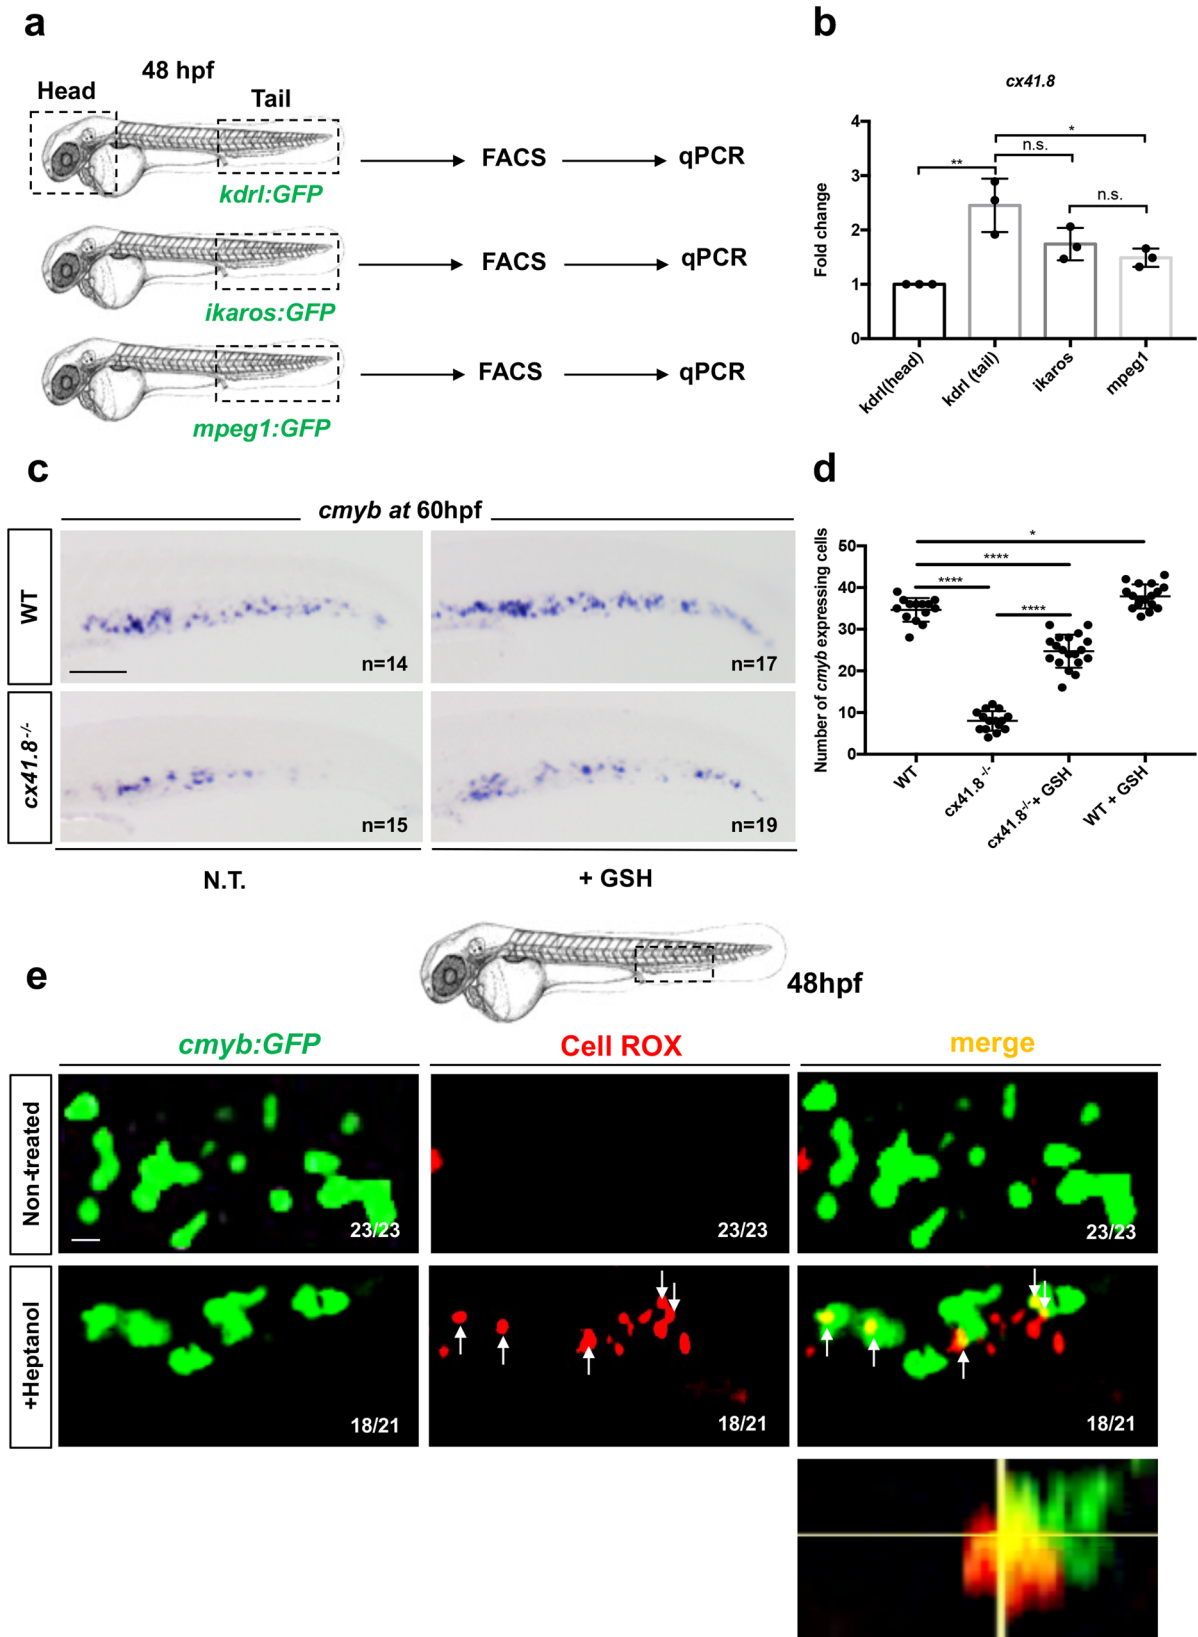 a
48 hpf
Head
Tail
FACS
qPCR
kdrl:GFP
FACS
qPCR
ikaros:GFP
FACS
qPCR
mpeg1:GFP
b
cx41.8
Fold change
4
3
2
1
0
*
n.s.
**
n.s.
kdrl(head)
kdrl (tail)
ikaros
mpeg1
c
cmyb at 60hpf
WT
n=14
n=17
cx41.8-/-
n=15
n=19
N.T.
+ GSH
d
Number of cmyb expressing cells
50
40
30
20
10
0
*
****
****
****
WT
cx41.8-/-
cx41.8-/-+ GSH
WT + GSH
e
48hpf
cmyb:GFP
Cell ROX
merge
Non-treated
23/23
23/23
23/23
+Heptanol
18/21
18/21
18/21